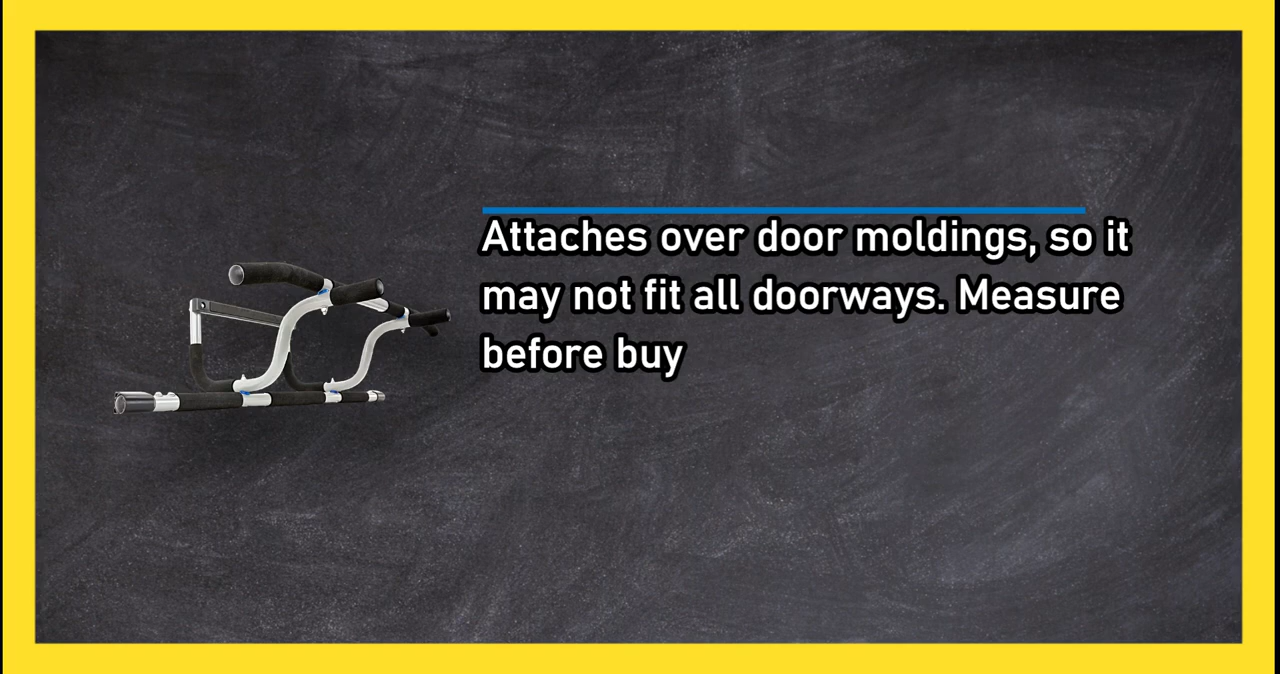 Attaches over door moldings, so it
may not fit all doorways. Measure
before buy